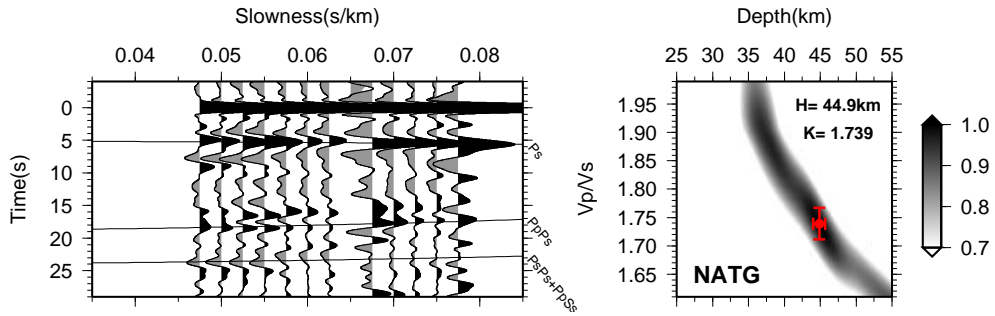 Slowness(s/km)
0.04 0.05 0.06 0.07 0.08
0
5
10
15
20
25
Time(s)
Ps
PpPs
PsPs+PpSs
Depth(km)
25 30 35 40 45 50 55
1.95
1.90
1.85
1.80
1.75
1.70
1.65
Vp/Vs
H= 44.9km
K= 1.739
NATG
1.0
0.9
0.8
0.7